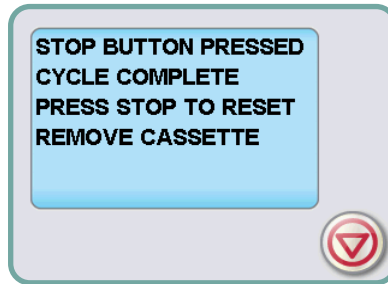 STOP BUTTON PRESSED
CYCLE COMPLETE
PRESS STOP TO RESET
REMOVE CASSETTE